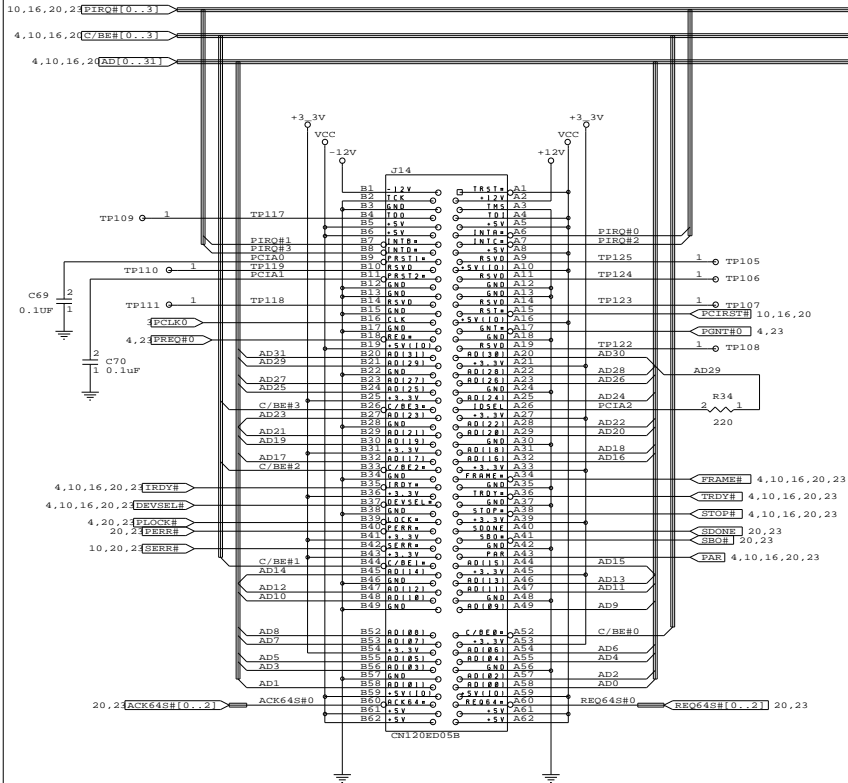 10,16,20,23 PIRQ#[0..3]
4,10,16,20 C/BE#[0..3]
4,10,16,20 AD[0..31]
+3_3V +3_3V
VCC VCC
-12V +12V
J14
B1 -12V TRST* A1
B2 TCK +12V A2
B3 GND TMS A3
TP109 1 TP117 B4 TDO TDI A4
B5 +5V +5V A5
B6 +5V INTA* A6 PIRQ#0
PIRQ#1 B7 INTB* INTC* A7 PIRQ#2
PIRQ#3 B8 INTD* +5V A8
PCIA0 B9 PRST1* RSVD A9 TP125 1 TP105
TP110 1 TP119 B10 RSVD +5V(IO) A10
PCIA1 B11 PRST2* RSVD A11 TP124 1 TP106
B12 GND GND A12
B13 GND GND A13
C69 2 1 0.1UF
TP111 1 TP118 B14 RSVD RSVD A14 TP123 1 TP107
B15 GND RST* A15 PCIRST# 10,16,20
3 PCLK0 B16 CLK +5V(IO) A16
B17 GND GNT* A17 PGNT#0 4,23
4,23 PREQ#0 B18 REQ* GND A18
B19 +5V(IO) RSVD A19 TP122 1 TP108
C70 2 1 0.1uF
AD31 B20 AD(31) AD(30) A20 AD30
AD29 B21 AD(29) +3.3V A21
B22 GND AD(28) A22 AD28 AD29
AD27 B23 AD(27) AD(26) A23 AD26
AD25 B24 AD(25) GND A24
B25 +3.3V AD(24) A25 AD24
C/BE#3 B26 C/BE3* IDSEL A26 PCIA2 2 R34 1 220
AD23 B27 AD(23) +3.3V A27
B28 GND AD(22) A28 AD22
AD21 B29 AD(21) AD(20) A29 AD20
AD19 B30 AD(19) GND A30
B31 +3.3V AD(18) A31 AD18
AD17 B32 AD(17) AD(16) A32 AD16
C/BE#2 B33 C/BE2* +3.3V A33
B34 GND FRAME* A34 FRAME# 4,10,16,20,23
4,10,16,20,23 IRDY# B35 IRDY* GND A35
B36 +3.3V TRDY* A36 TRDY# 4,10,16,20,23
4,10,16,20,23 DEVSEL# B37 DEVSEL* GND A37
B38 GND STOP* A38 STOP# 4,10,16,20,23
4,20,23 PLOCK# B39 LOCK* +3.3V A39
20,23 PERR# B40 PERR* SDONE A40 SDONE 20,23
B41 +3.3V SBO* A41 SBO# 20,23
10,20,23 SERR# B42 SERR* GND A42
B43 +3.3V PAR A43 PAR 4,10,16,20,23
C/BE#1 B44 C/BE1* AD(15) A44 AD15
AD14 B45 AD(14) +3.3V A45
B46 GND AD(13) A46 AD13
AD12 B47 AD(12) AD(11) A47 AD11
AD10 B48 AD(10) GND A48
B49 GND AD(09) A49 AD9
AD8 B52 AD(08) C/BE0* A52 C/BE#0
AD7 B53 AD(07) +3.3V A53
B54 +3.3V AD(06) A54 AD6
AD5 B55 AD(05) AD(04) A55 AD4
AD3 B56 AD(03) GND A56
B57 GND AD(02) A57 AD2
AD1 B58 AD(01) AD(00) A58 AD0
B59 +5V(IO) +5V(IO) A59
20,23 ACK64S#[0..2] ACK64S#0 B60 ACK64* REQ64* A60 REQ64S#0 REQ64S#[0..2] 20,23
B61 +5V +5V A61
B62 +5V +5V A62
CN120ED05B